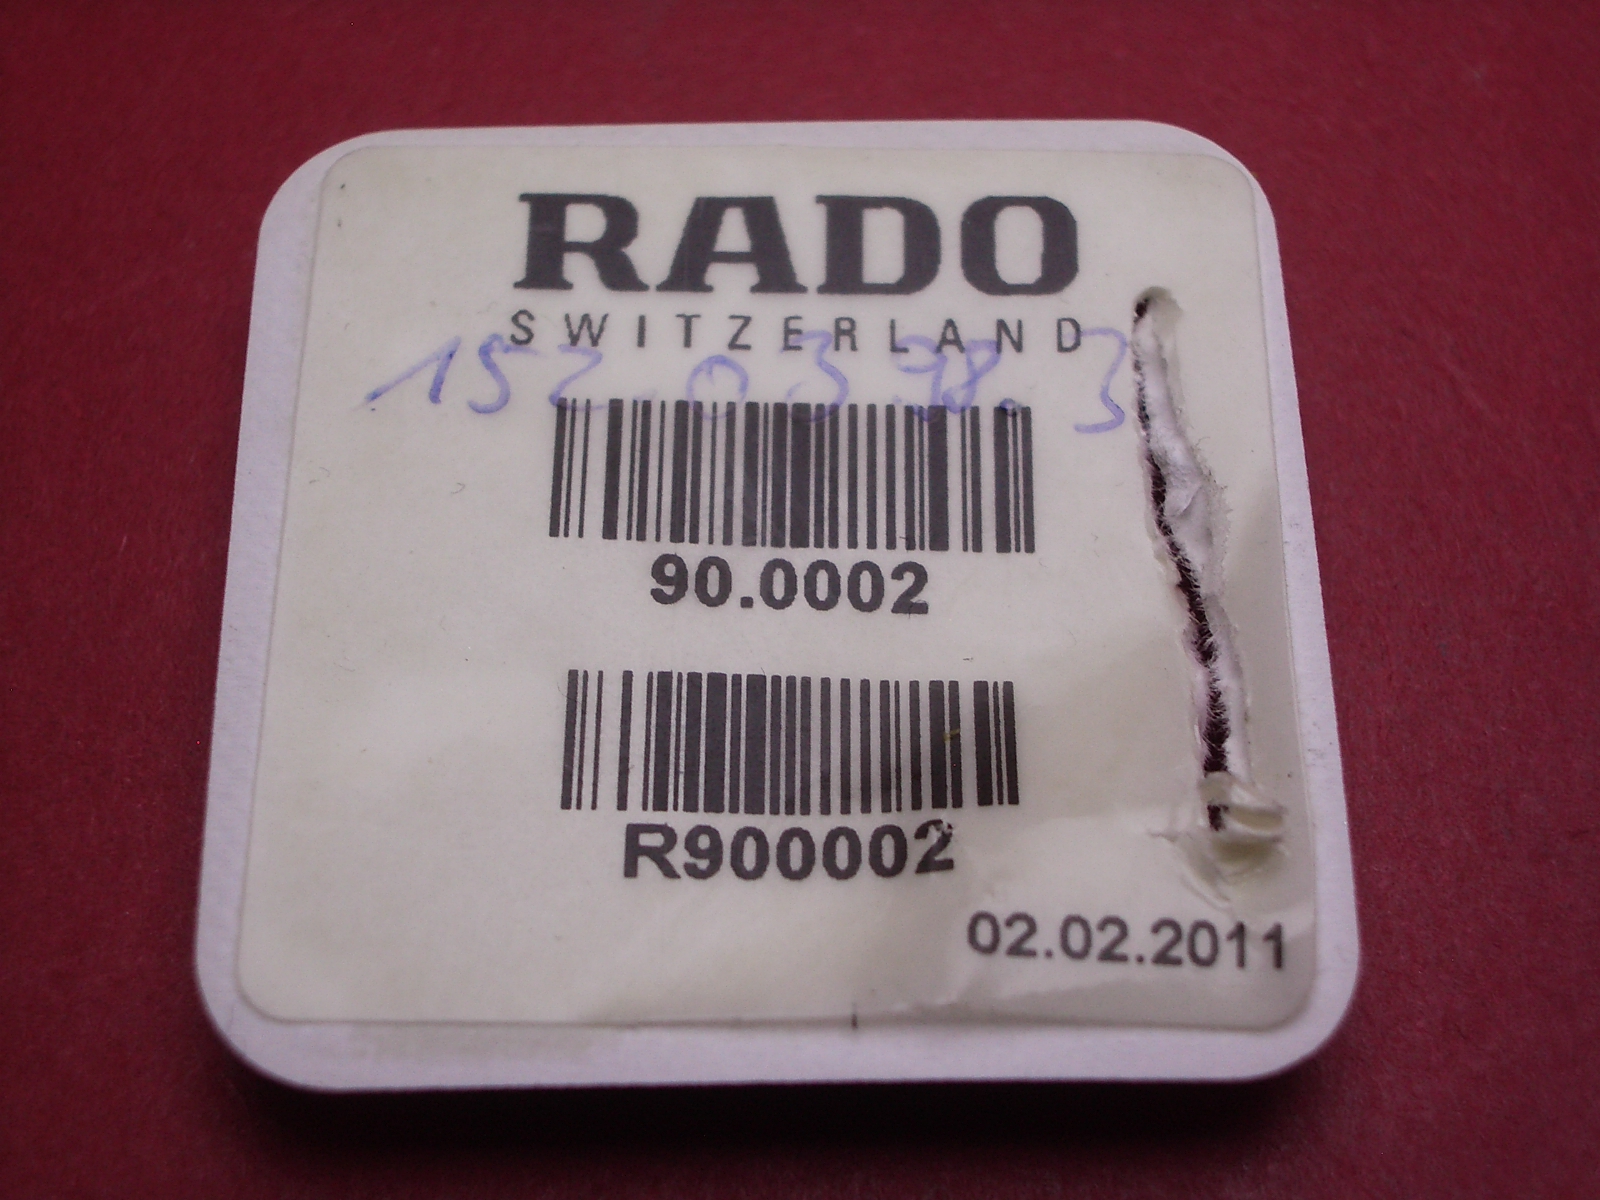 RADO
SWITZERLAND
152.0398.3
90.0002
R900002
02.02.2011